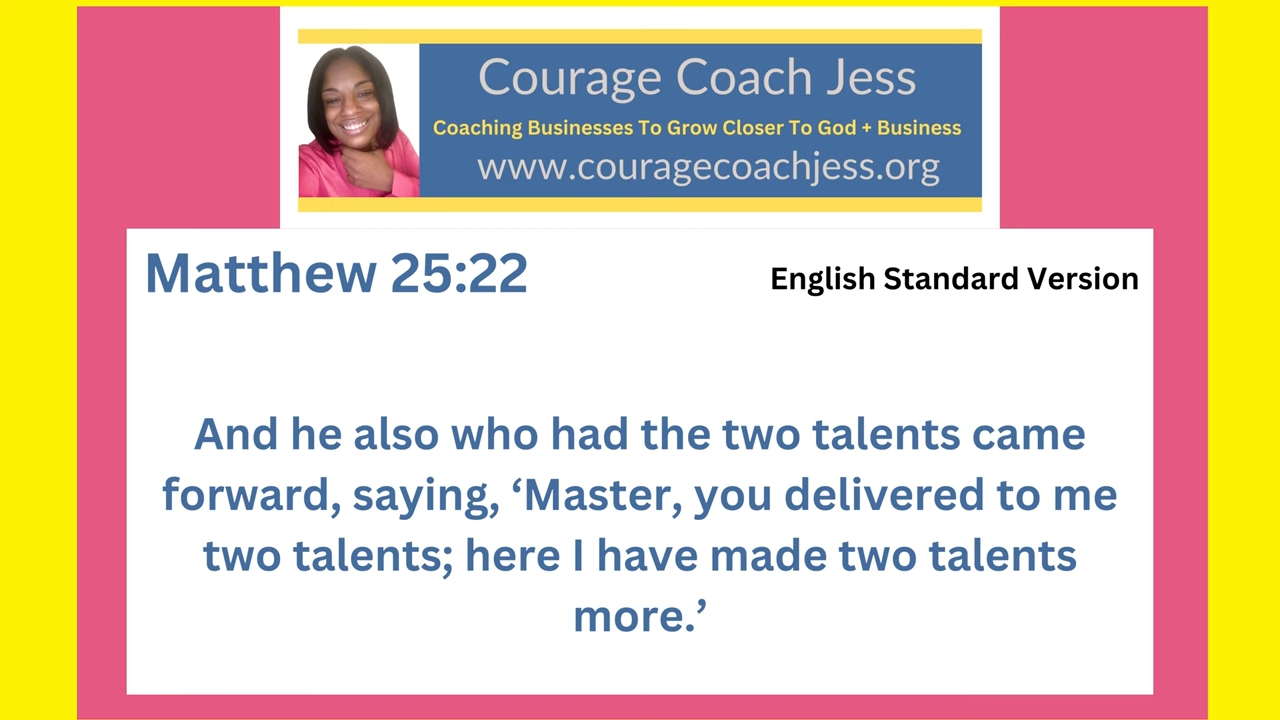 Courage Coach Jess
Coaching Businesses To Grow Closer To God + Business
www.couragecoachjess.org
Matthew 25:22
English Standard Version
And he also who had the two talents came
forward, saying, ‘Master, you delivered to me
two talents; here I have made two talents
more.’